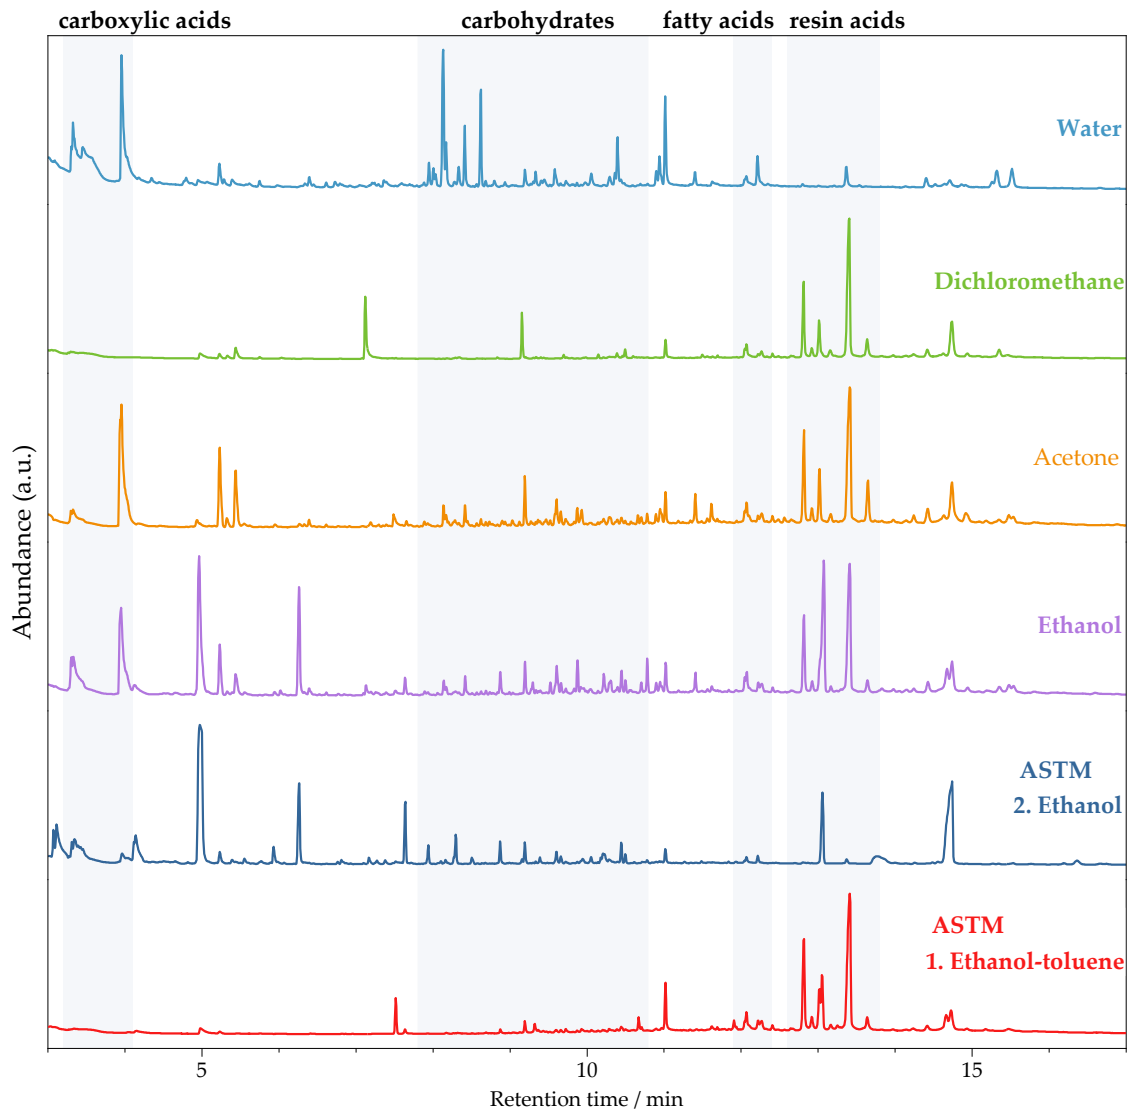 carboxylic acids
carbohydrates
fatty acids
resin acids
Water
Dichloromethane
Acetone
Ethanol
ASTM
2. Ethanol
ASTM
1. Ethanol-toluene
Abundance (a.u.)
5
10
15
Retention time / min